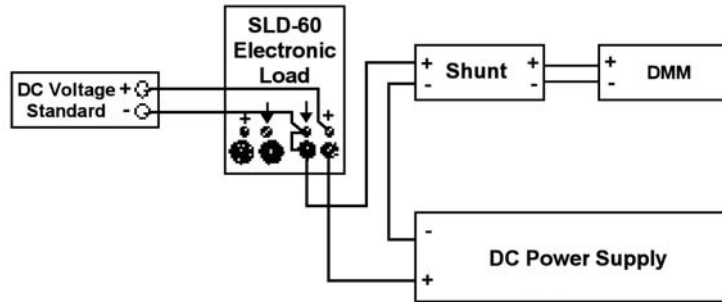 SLD-60
Electronic
Load
DC Voltage +
Standard -
+ +
+ Shunt +
- -
+ DMM
-
- DC Power Supply
+